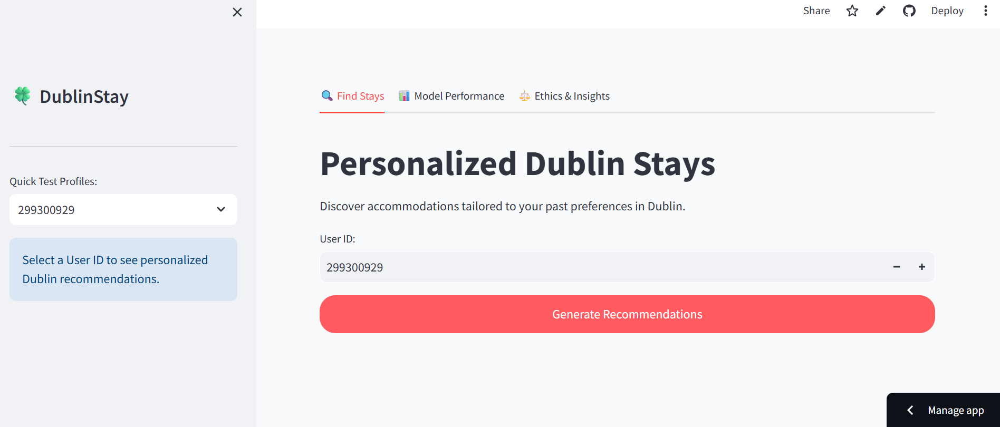 Share
Deploy
DublinStay
Quick Test Profiles:
299300929
Select a User ID to see personalized
Dublin recommendations.
Find Stays
Model Performance
Ethics & Insights
Personalized Dublin Stays
Discover accommodations tailored to your past preferences in Dublin.
User ID:
299300929
Generate Recommendations
Manage app